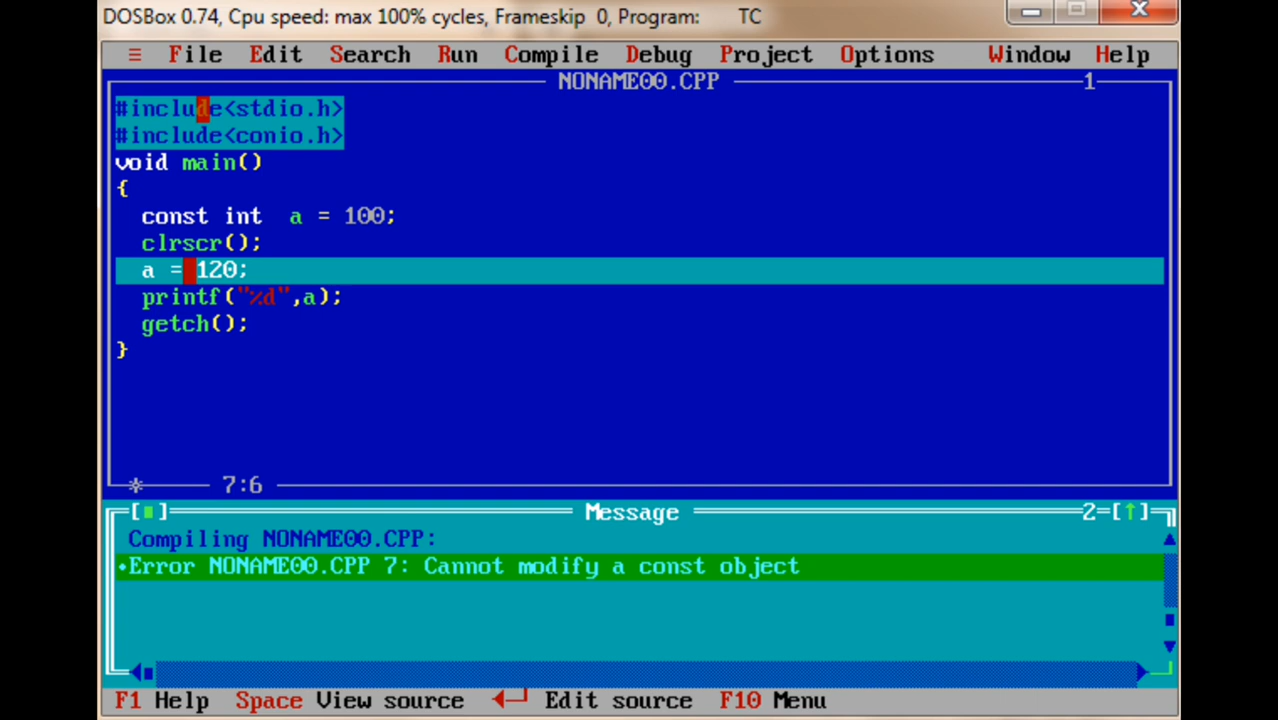 DOSBox 0.74, Cpu speed: max 100% cycles, Frameskip 0, Program: TC
≡ File Edit Search Run Compile Debug Project Options Window Help
NONAME00.CPP 1
#include<stdio.h>
#include<conio.h>
void main()
{
const int a = 100;
clrscr();
a = 120;
printf("%d",a);
getch();
}
7:6
Message 2=[↑]
Compiling NONAME00.CPP:
•Error NONAME00.CPP 7: Cannot modify a const object
F1 Help Space View source ←┘ Edit source F10 Menu